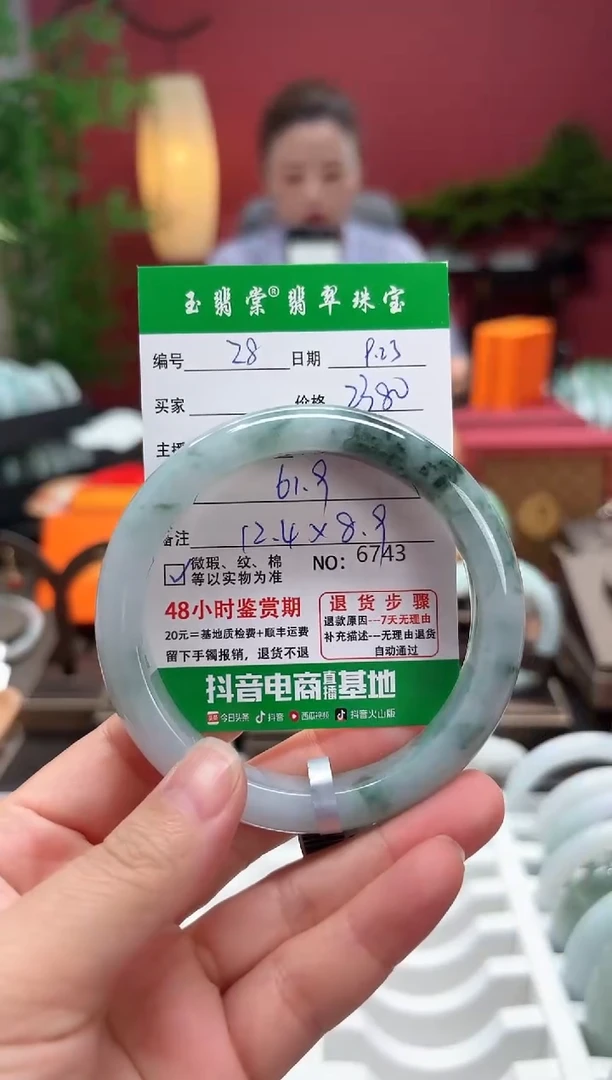 玉翡棠® 翡翠珠宝
编号 28 日期 9.23
买家 价格 2380
主播
61.9
备注 12.4×8.9
微瑕、纹、棉
等以实物为准
NO: 6743
48小时鉴赏期
20元=基地质检费+顺丰运费
留下手镯报销，退货不退
退货步骤
退款原因---7天无理由
补充描述---无理由退货
自动通过
抖音电商直播基地
今日头条 抖音 西瓜视频 抖音火山版